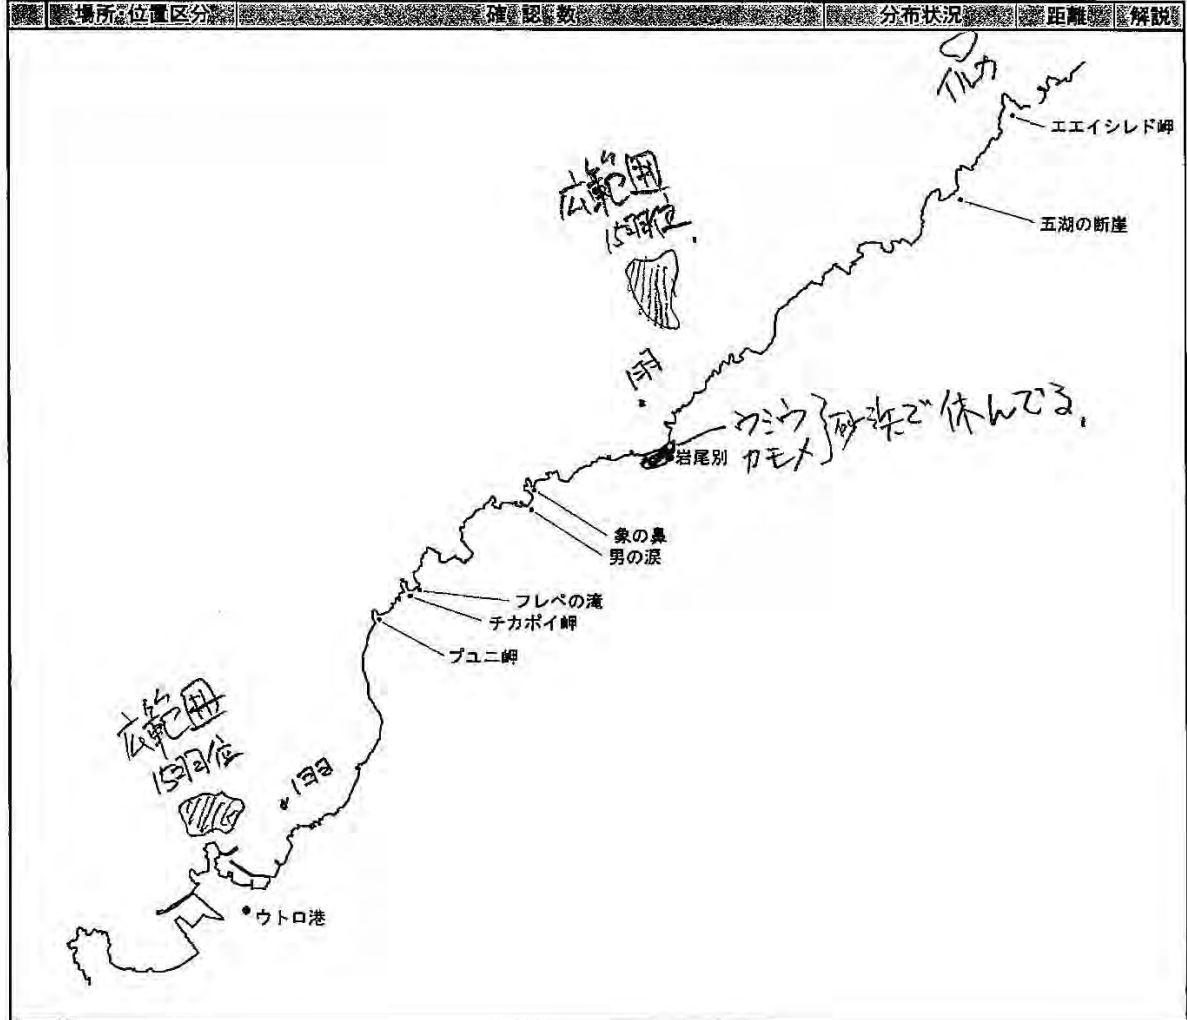 場所・位置区分 確認数 分布状況 距離 解説
イルカ
エエイシレド岬
広範囲
15羽位.
五湖の断崖
1羽
ウミウ
カモメ
砂浜で休んでる.
岩尾別
象の鼻
男の涙
フレペの滝
チカポイ岬
プユニ岬
広範囲
15羽位
1羽
ウトロ港